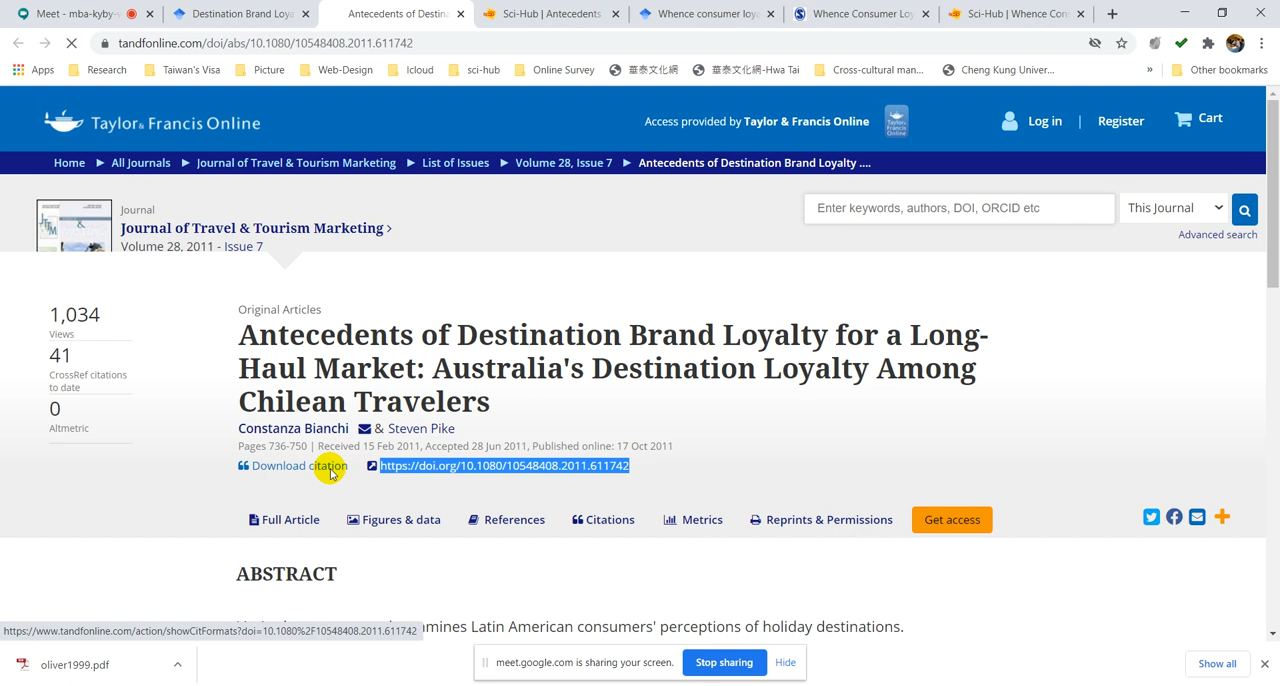 Meet - mba-kyby-
Destination Brand Loya
Antecedents of Destina
Sci-Hub | Antecedents
Whence consumer loya
Whence Consumer Lo
Sci-Hub | Whence Con
tandfonline.com/doi/abs/10.1080/10548408.2011.611742
Apps
Research
Taiwan's Visa
Picture
Web-Design
Icloud
sci-hub
Online Survey
華泰文化網
華泰文化網-Hwa Tai
Cross-cultural man...
Cheng Kung Univer...
»
Other bookmarks
Taylor & Francis Online
Access provided by Taylor & Francis Online
Log in | Register
Cart
Home
All Journals
Journal of Travel & Tourism Marketing
List of Issues
Volume 28, Issue 7
Antecedents of Destination Brand Loyalty ....
Journal
Journal of Travel & Tourism Marketing >
Volume 28, 2011 - Issue 7
Enter keywords, authors, DOI, ORCID etc
This Journal
Advanced search
1,034
Views
41
CrossRef citations
to date
0
Altmetric
Original Articles
Antecedents of Destination Brand Loyalty for a Long-
Haul Market: Australia's Destination Loyalty Among
Chilean Travelers
Constanza Bianchi & Steven Pike
Pages 736-750 | Received 15 Feb 2011, Accepted 28 Jun 2011, Published online: 17 Oct 2011
Download citation
https://doi.org/10.1080/10548408.2011.611742
Full Article
Figures & data
References
Citations
Metrics
Reprints & Permissions
Get access
ABSTRACT
Latin American consumers' perceptions of holiday destinations.
https://www.tandfonline.com/action/showCitFormats?doi=10.1080%2F10548408.2011.611742
oliver1999.pdf
meet.google.com is sharing your screen.
Stop sharing
Hide
Show all